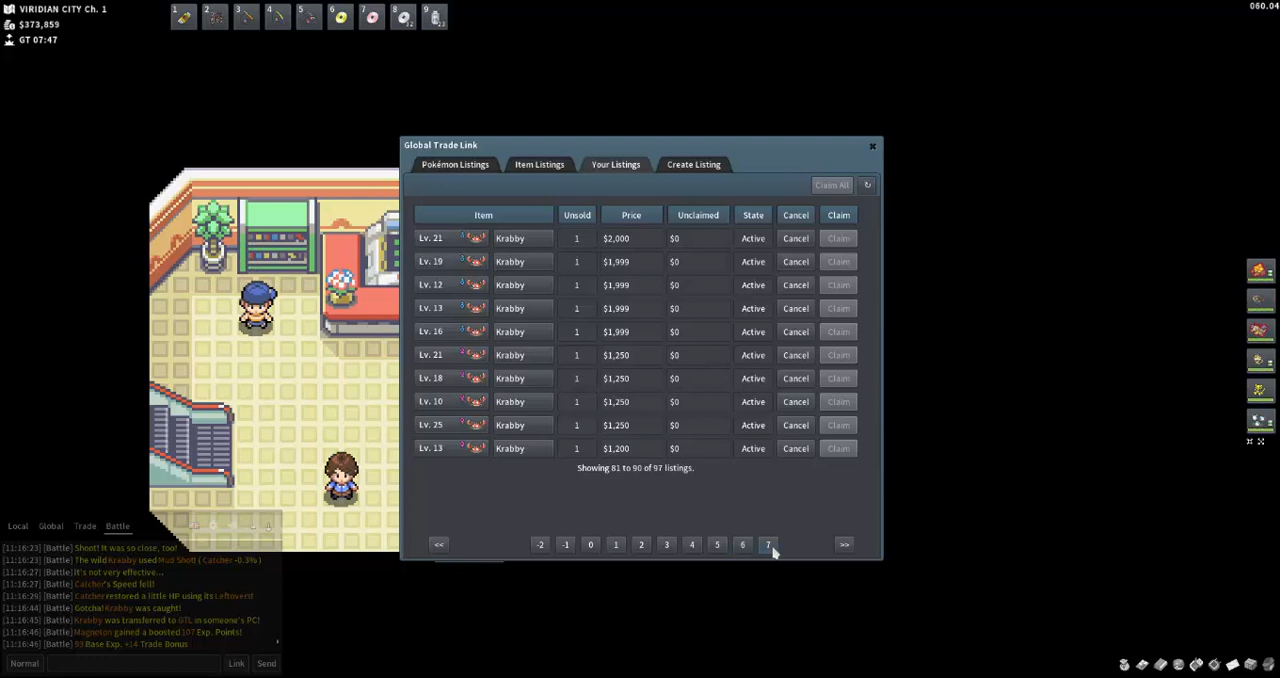 VIRIDIAN CITY Ch. 1
$373,859
GT 07:47
1 2 3 4 5 6 7 8 9
060.04
Global Trade Link
Pokémon Listings Item Listings Your Listings Create Listing
Claim All
Item Unsold Price Unclaimed State Cancel Claim
Lv. 21 Krabby 1 $2,000 $0 Active Cancel Claim
Lv. 19 Krabby 1 $1,999 $0 Active Cancel Claim
Lv. 12 Krabby 1 $1,999 $0 Active Cancel Claim
Lv. 13 Krabby 1 $1,999 $0 Active Cancel Claim
Lv. 16 Krabby 1 $1,999 $0 Active Cancel Claim
Lv. 21 Krabby 1 $1,250 $0 Active Cancel Claim
Lv. 18 Krabby 1 $1,250 $0 Active Cancel Claim
Lv. 10 Krabby 1 $1,250 $0 Active Cancel Claim
Lv. 25 Krabby 1 $1,250 $0 Active Cancel Claim
Lv. 13 Krabby 1 $1,200 $0 Active Cancel Claim
Showing 81 to 90 of 97 listings.
<< -2 -1 0 1 2 3 4 5 6 7 >>
Local Global Trade Battle
[11:16:23] [Battle] Shoot! It was so close, too!
[11:16:23] [Battle] The wild Krabby used Mud Shot! ( Catcher -0.3% )
[11:16:27] [Battle] It's not very effective...
[11:16:27] [Battle] Catcher's Speed fell!
[11:16:29] [Battle] Catcher restored a little HP using its Leftovers!
[11:16:44] [Battle] Gotcha! Krabby was caught!
[11:16:46] [Battle] Krabby was transferred to GTL in someone's PC!
[11:16:46] [Battle] Magneton gained a boosted 107 Exp. Points!
[11:16:46] [Battle] 93 Base Exp. +14 Trade Bonus
Normal Link Send